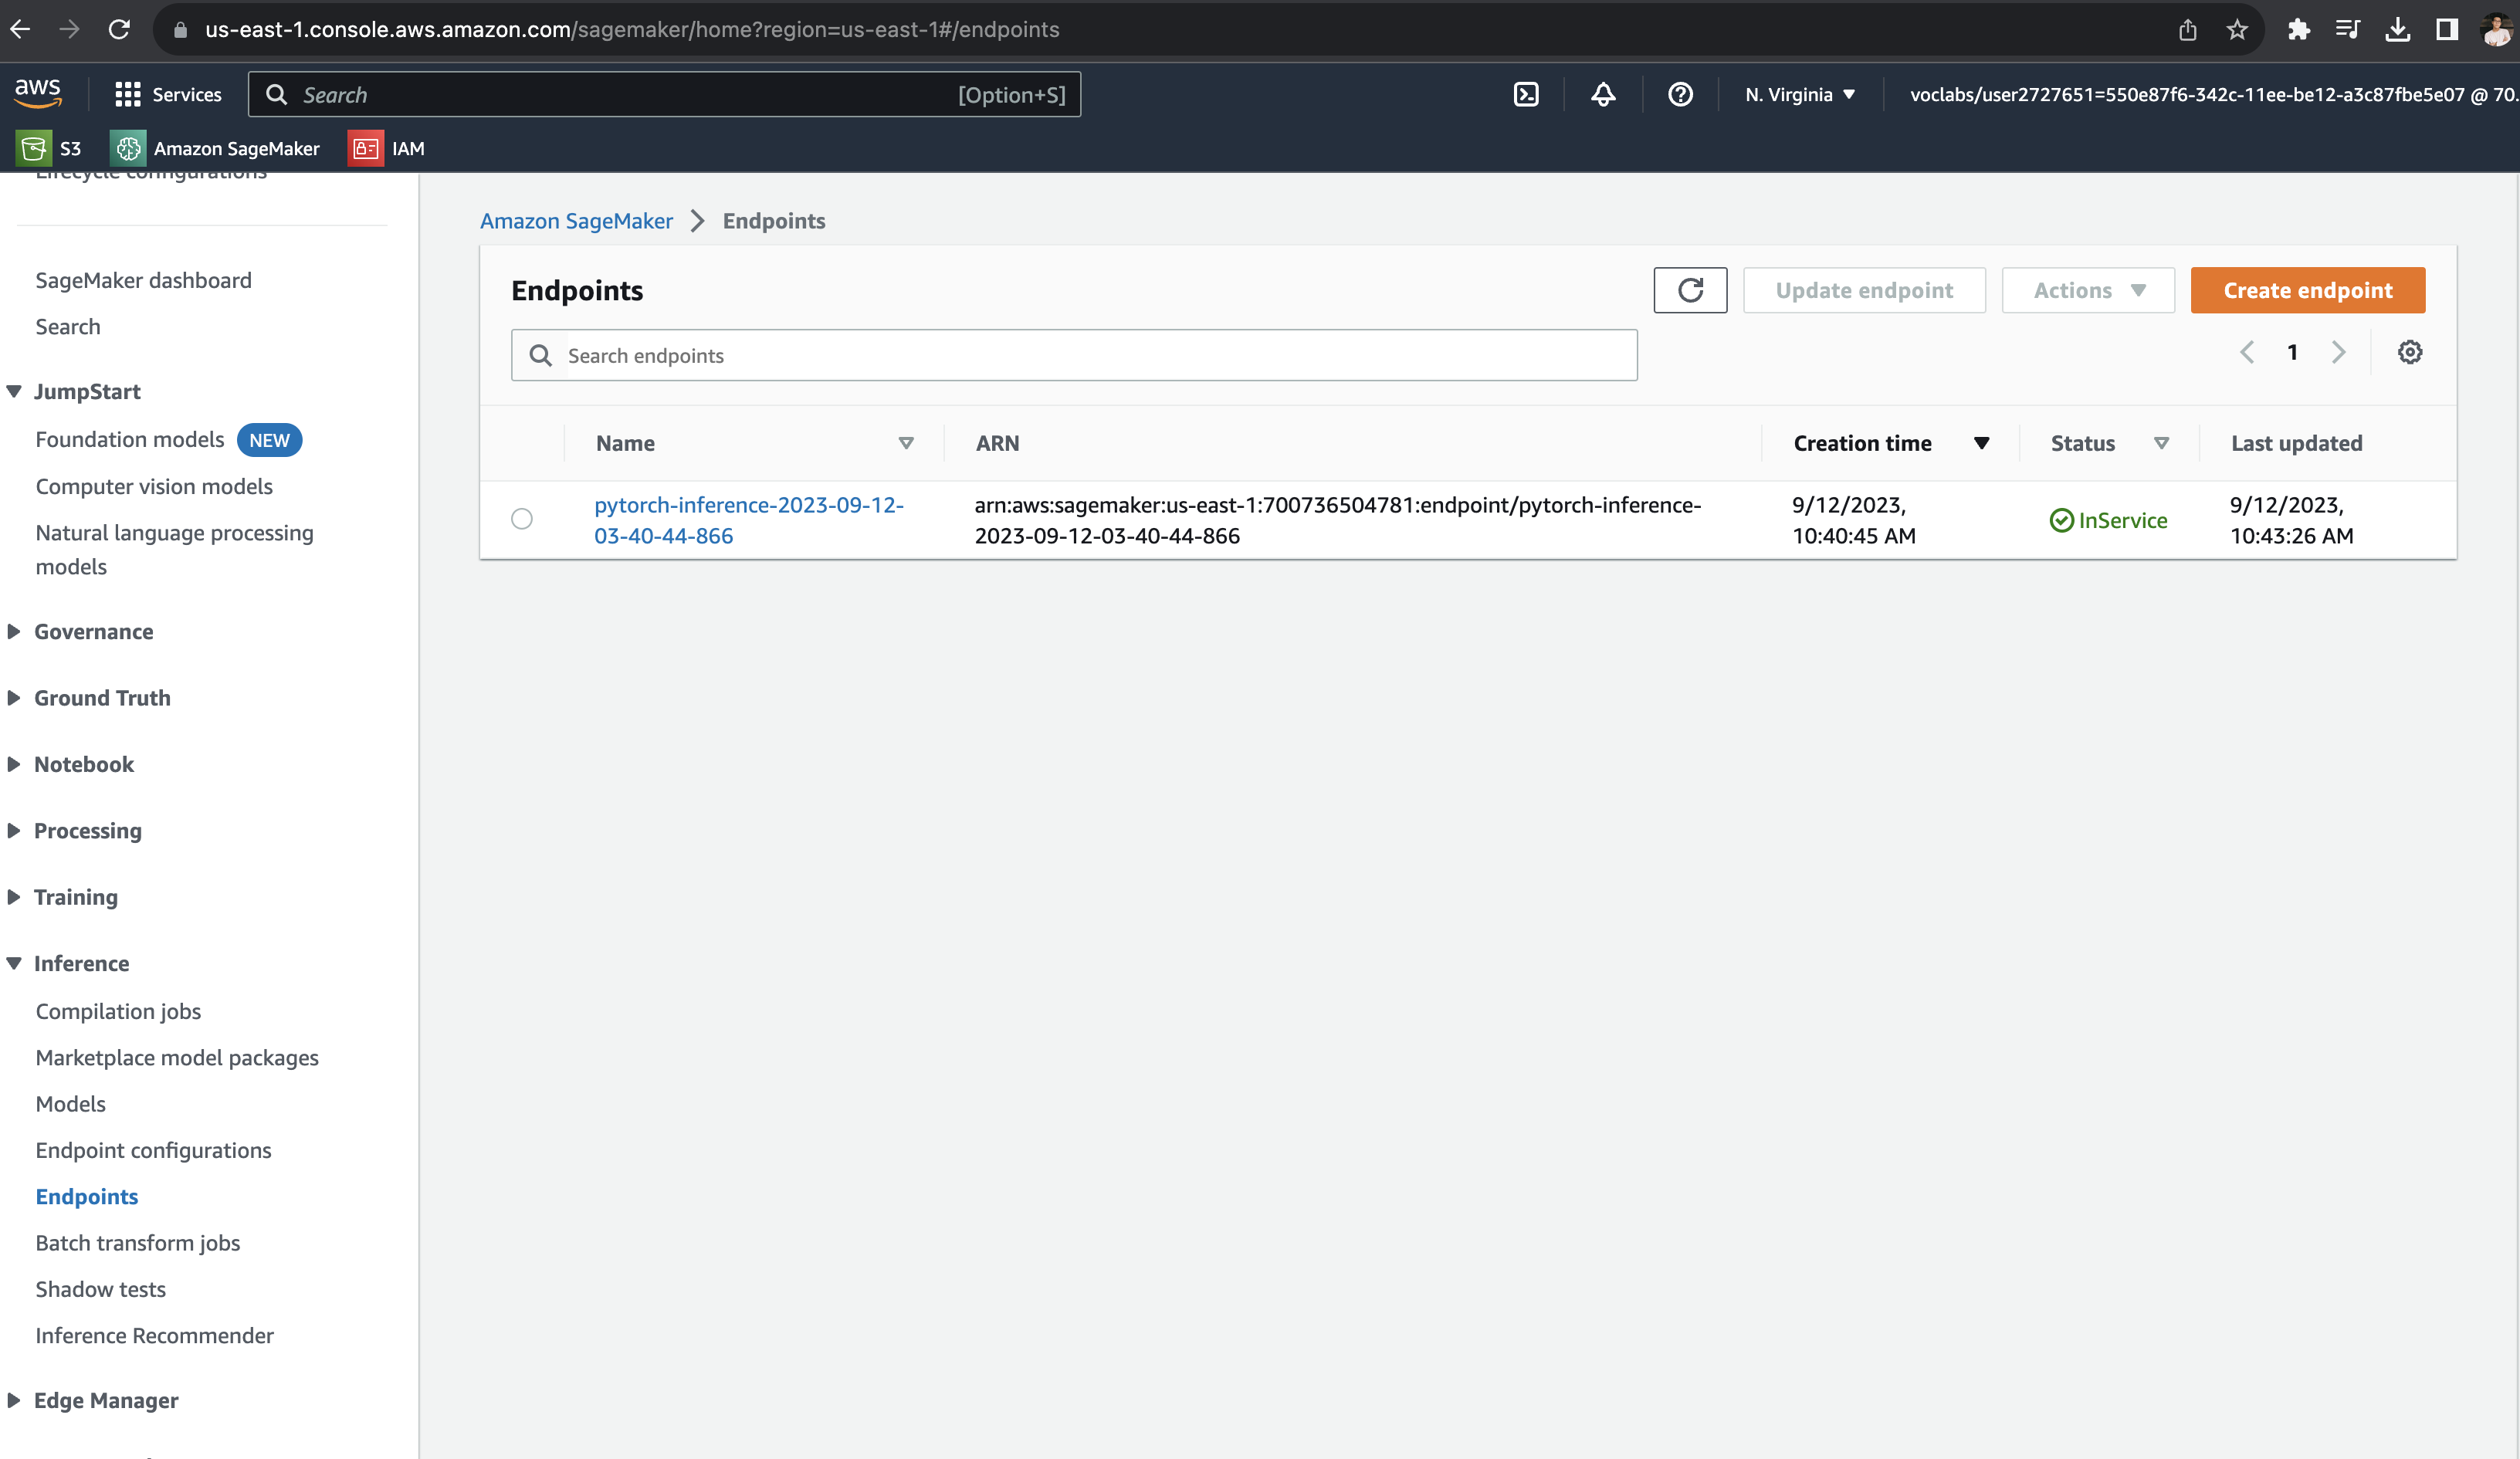 us-east-1.console.aws.amazon.com/sagemaker/home?region=us-east-1#/endpoints
aws
Services
Search
[Option+S]
N. Virginia
voclabs/user2727651=550e87f6-342c-11ee-be12-a3c87fbe5e07 @ 70.
S3
Amazon SageMaker
IAM
Lifecycle configurations
SageMaker dashboard
Search
JumpStart
Foundation models NEW
Computer vision models
Natural language processing
models
Governance
Ground Truth
Notebook
Processing
Training
Inference
Compilation jobs
Marketplace model packages
Models
Endpoint configurations
Endpoints
Batch transform jobs
Shadow tests
Inference Recommender
Edge Manager
Amazon SageMaker > Endpoints
Endpoints
Update endpoint
Actions
Create endpoint
Search endpoints
1
Name
ARN
Creation time
Status
Last updated
pytorch-inference-2023-09-12-
03-40-44-866
arn:aws:sagemaker:us-east-1:700736504781:endpoint/pytorch-inference-
2023-09-12-03-40-44-866
9/12/2023,
10:40:45 AM
InService
9/12/2023,
10:43:26 AM